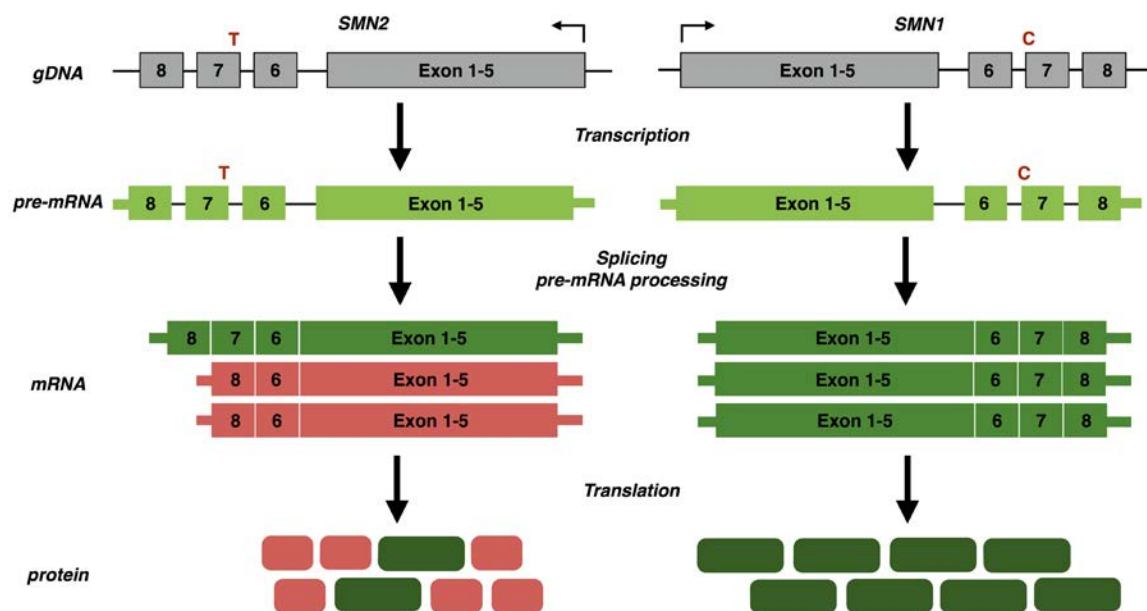 SMN2
SMN1
T
C
gDNA
8 7 6 Exon 1-5
Exon 1-5 6 7 8
Transcription
T
C
pre-mRNA
8 7 6 Exon 1-5
Exon 1-5 6 7 8
Splicing
pre-mRNA processing
8 7 6 Exon 1-5
Exon 1-5 6 7 8
mRNA
8 6 Exon 1-5
Exon 1-5 6 7 8
8 6 Exon 1-5
Exon 1-5 6 7 8
Translation
protein